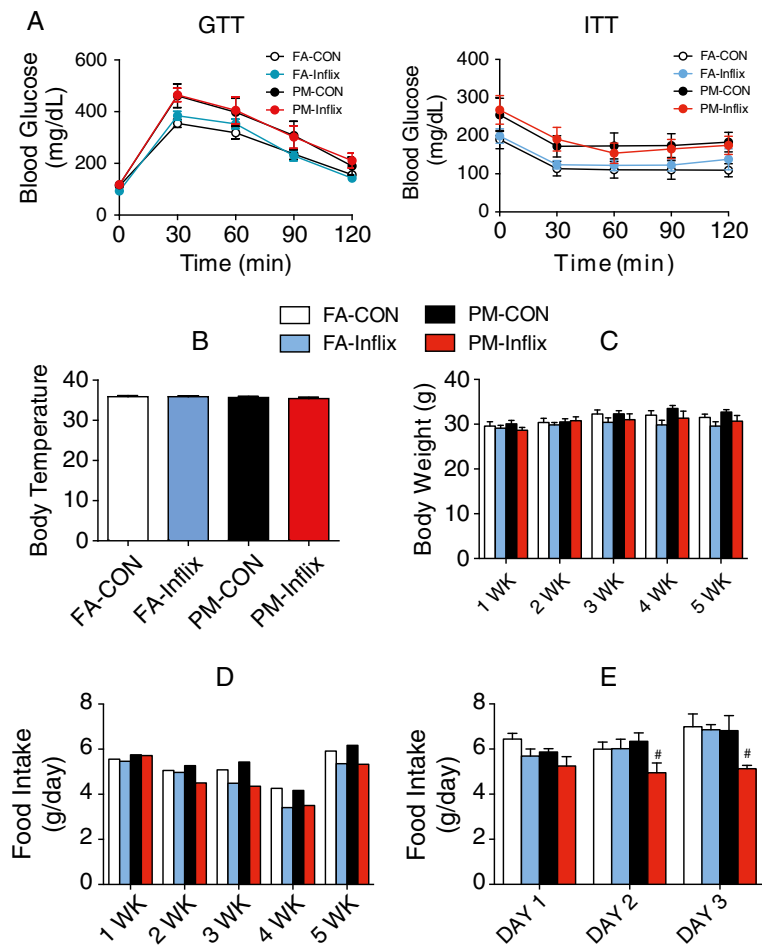 A
GTT
ITT
FA-CON
FA-Inflix
PM-CON
PM-Inflix
Blood Glucose
(mg/dL)
600
400
200
0
0 30 60 90 120
Time (min)
FA-CON
FA-Inflix
PM-CON
PM-Inflix
Blood Glucose
(mg/dL)
400
300
200
100
0
0 30 60 90 120
Time (min)
FA-CON PM-CON
FA-Inflix PM-Inflix
B
Body Temperature
40
30
20
10
0
FA-CON FA-Inflix PM-CON PM-Inflix
C
Body Weight (g)
40
30
20
10
0
1 WK 2 WK 3 WK 4 WK 5 WK
D
Food Intake
(g/day)
8
6
4
2
0
1 WK 2 WK 3 WK 4 WK 5 WK
E
Food Intake
(g/day)
8
6
4
2
0
# #
DAY 1 DAY 2 DAY 3